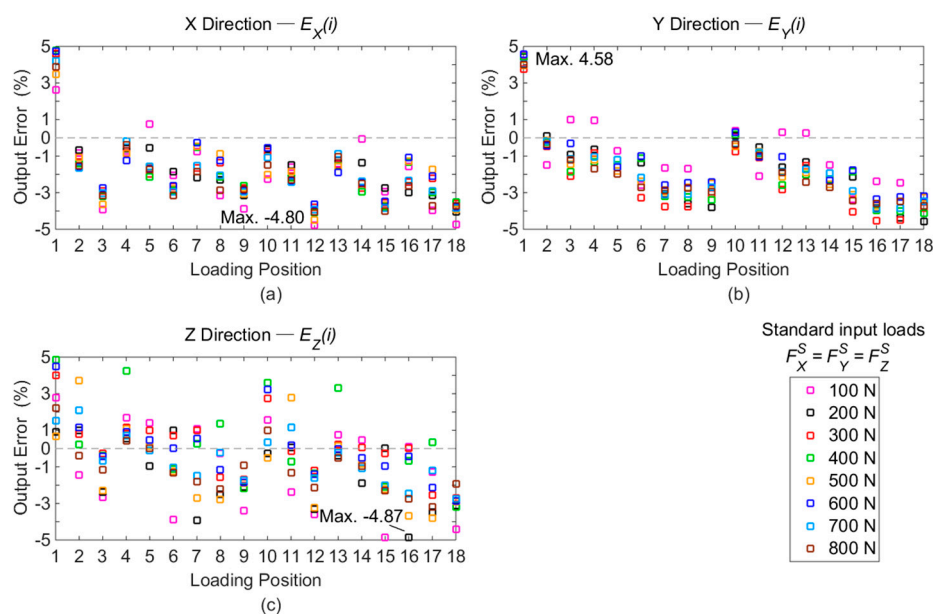 X Direction — E_X(i)
Output Error (%)
5
3
1
0
-1
-3
-5
Max. -4.80
1 2 3 4 5 6 7 8 9 10 11 12 13 14 15 16 17 18
Loading Position
(a)
Y Direction — E_Y(i)
Output Error (%)
5
3
1
0
-1
-3
-5
Max. 4.58
1 2 3 4 5 6 7 8 9 10 11 12 13 14 15 16 17 18
Loading Position
(b)
Z Direction — E_Z(i)
Output Error (%)
5
3
1
0
-1
-3
-5
Max. -4.87
1 2 3 4 5 6 7 8 9 10 11 12 13 14 15 16 17 18
Loading Position
(c)
Standard input loads
F_X^S = F_Y^S = F_Z^S
100 N
200 N
300 N
400 N
500 N
600 N
700 N
800 N